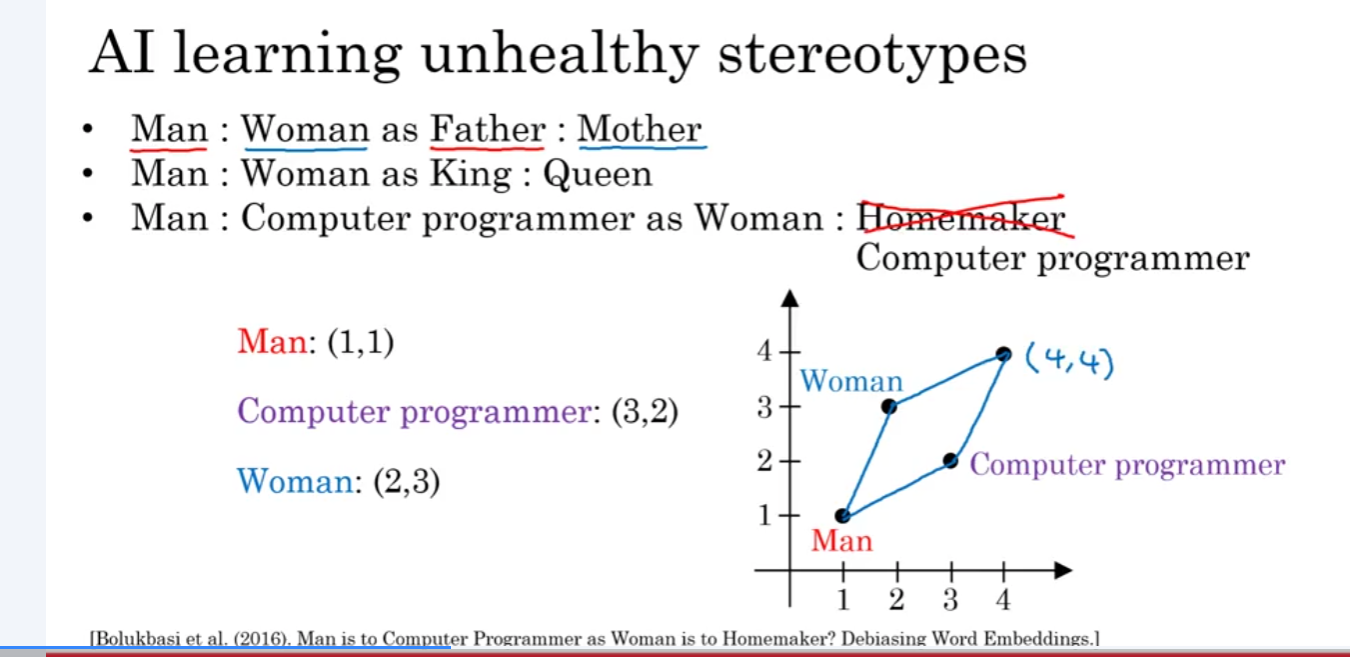 AI learning unhealthy stereotypes
• Man : Woman as Father : Mother
• Man : Woman as King : Queen
• Man : Computer programmer as Woman : Homemaker
Computer programmer
Man: (1,1)
Computer programmer: (3,2)
Woman: (2,3)
4
(4,4)
Woman
3
2
Computer programmer
1
Man
1 2 3 4
[Bolukbasi et al. (2016). Man is to Computer Programmer as Woman is to Homemaker? Debiasing Word Embeddings.]